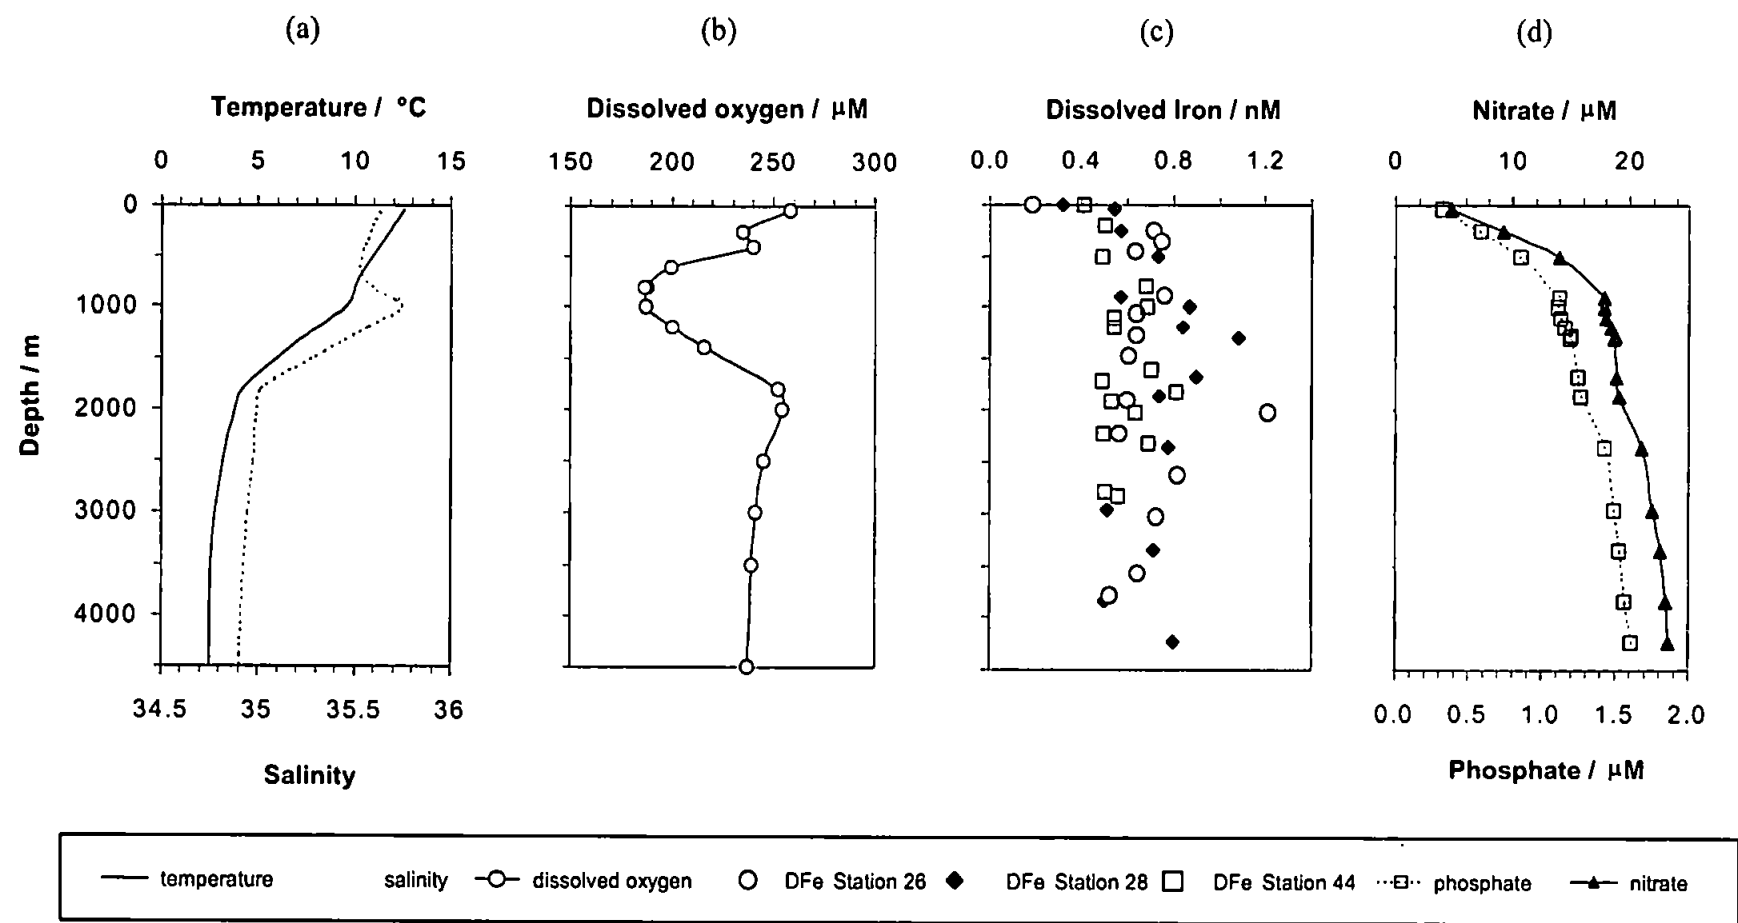 (a) (b) (c) (d)
Temperature / °C Dissolved oxygen / µM Dissolved Iron / nM Nitrate / µM
0 5 10 15 150 200 250 300 0.0 0.4 0.8 1.2 0 10 20
0
1000
2000
3000
4000
Depth / m
34.5 35 35.5 36 0.0 0.5 1.0 1.5 2.0
Salinity Phosphate / µM
temperature salinity dissolved oxygen DFe Station 26 DFe Station 28 DFe Station 44 phosphate nitrate